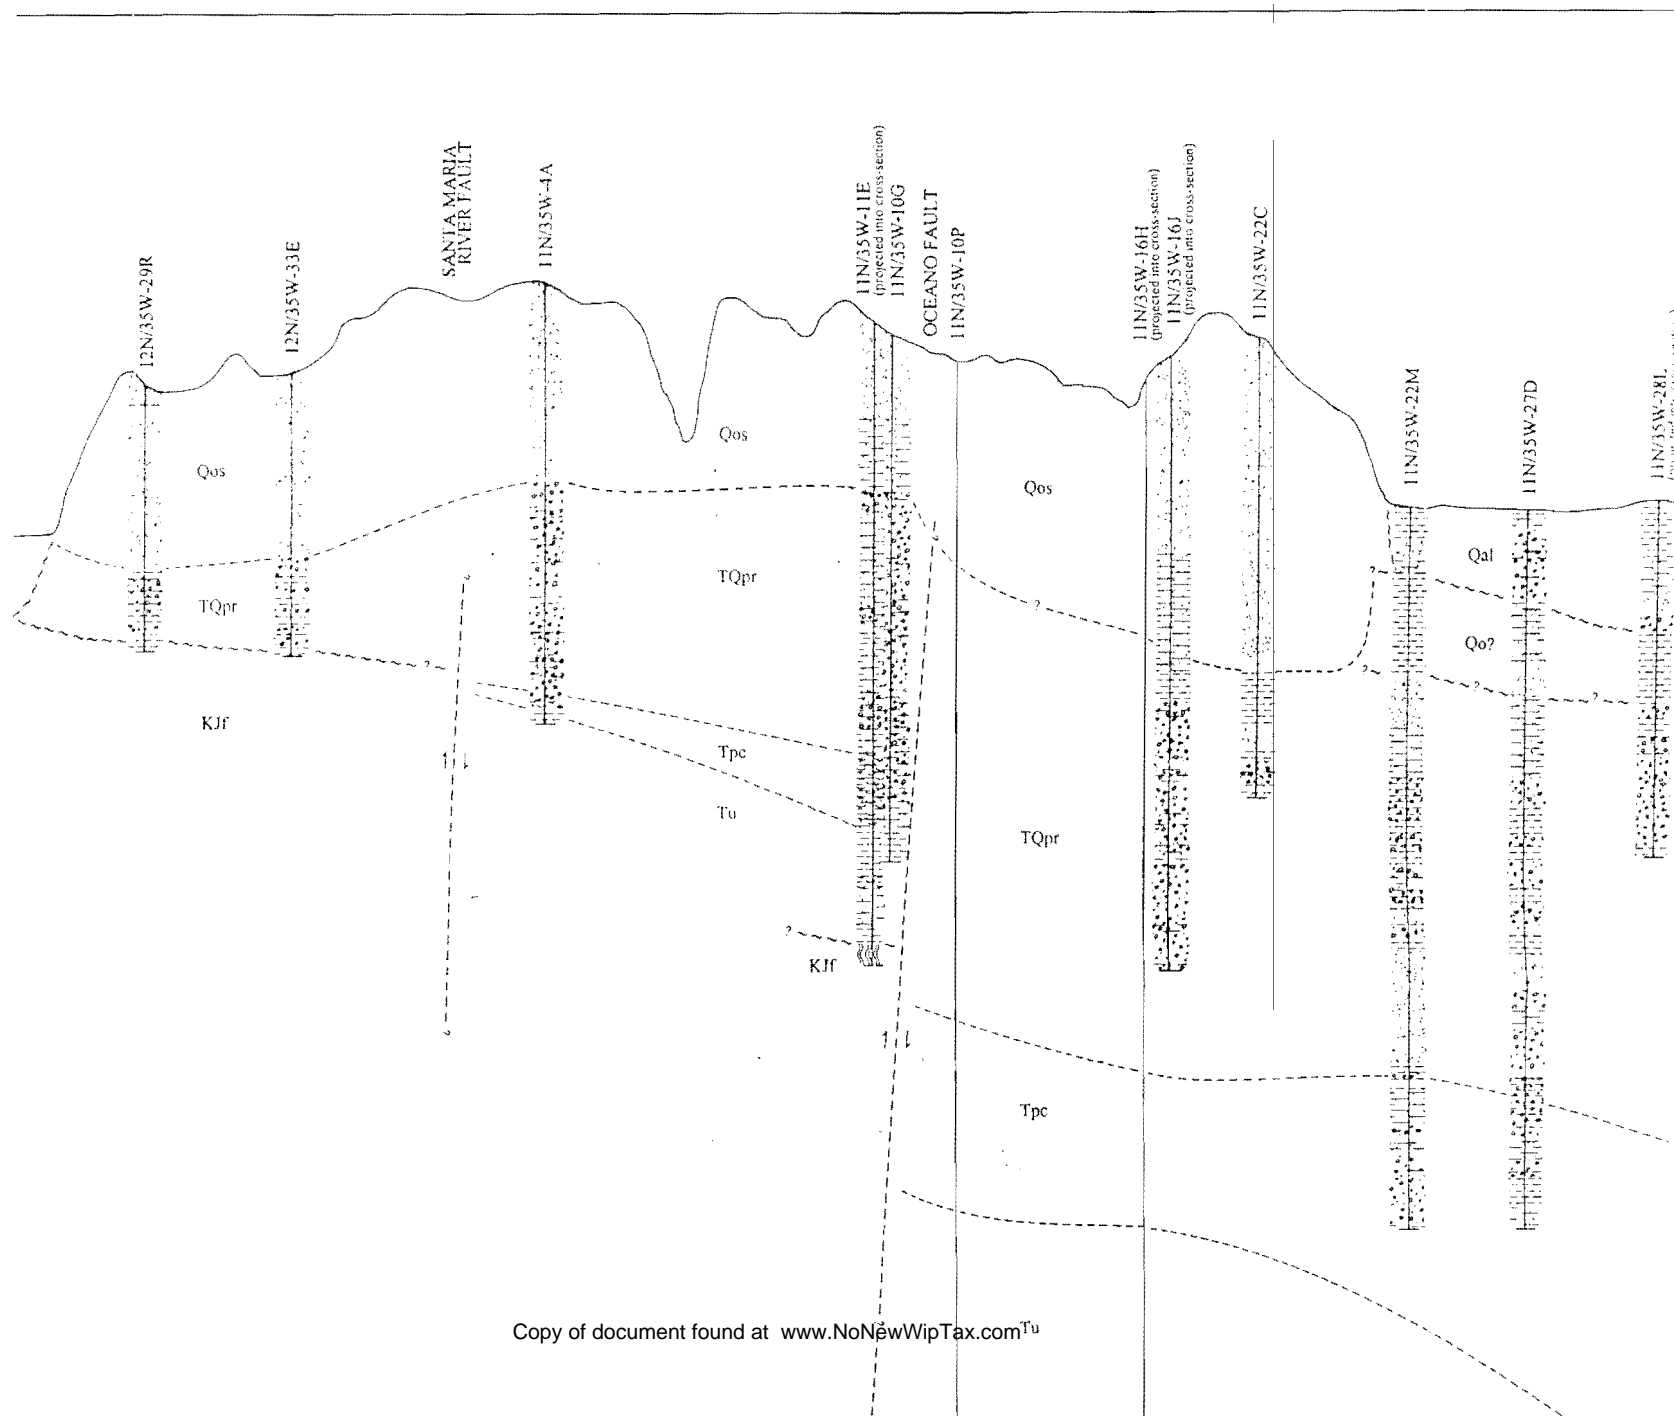 SANTA MARIA
RIVER FAULT
12N/35W-29R
12N/35W-33E
11N/35W-4A
11N/35W-11E
(projected into cross-section)
11N/35W-10G
OCEANO FAULT
11N/35W-10P
11N/35W-16H
(projected into cross-section)
11N/35W-16J
(projected into cross-section)
11N/35W-22C
11N/35W-22M
11N/35W-27D
11N/35W-28L
Qos
Qos
Qos
Qal
TQpr
TQpr
?
?
Qo?
?
?
?
?
KJf
Tpc
Tu
TQpr
?
KJf
Tpc
Tu
Copy of document found at www.NoNewWipTax.com